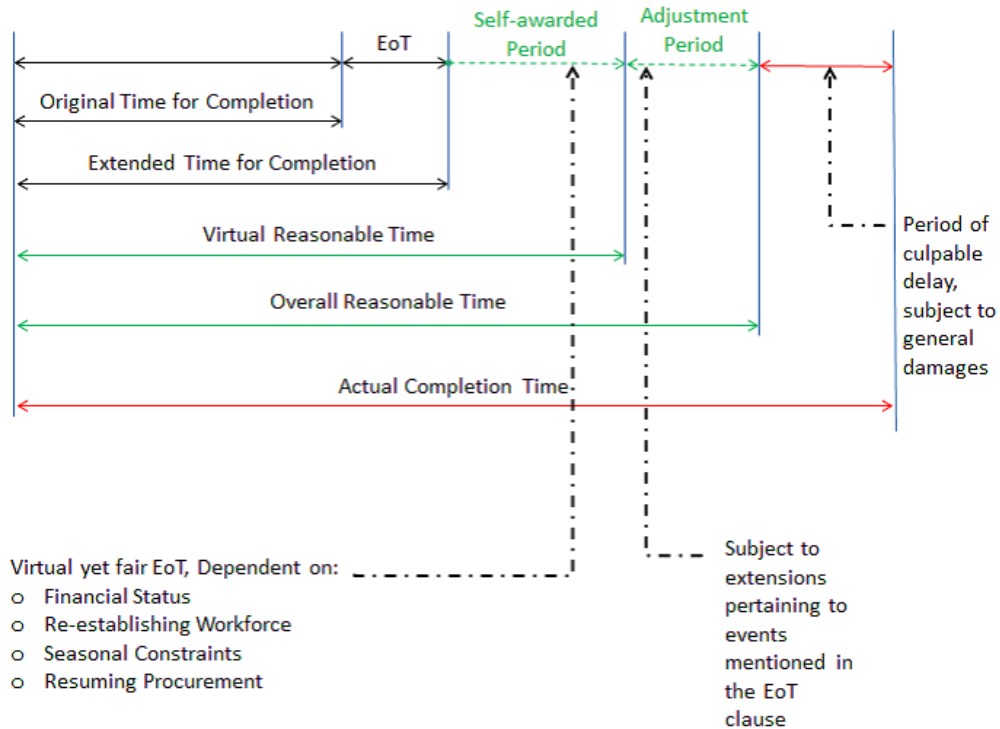 EoT
Self-awarded
Period
Adjustment
Period
Original Time for Completion
Extended Time for Completion
Virtual Reasonable Time
Overall Reasonable Time
Actual Completion Time
Period of
culpable
delay,
subject to
general
damages
Virtual yet fair EoT, Dependent on:
o Financial Status
o Re-establishing Workforce
o Seasonal Constraints
o Resuming Procurement
Subject to
extensions
pertaining to
events
mentioned in
the EoT
clause